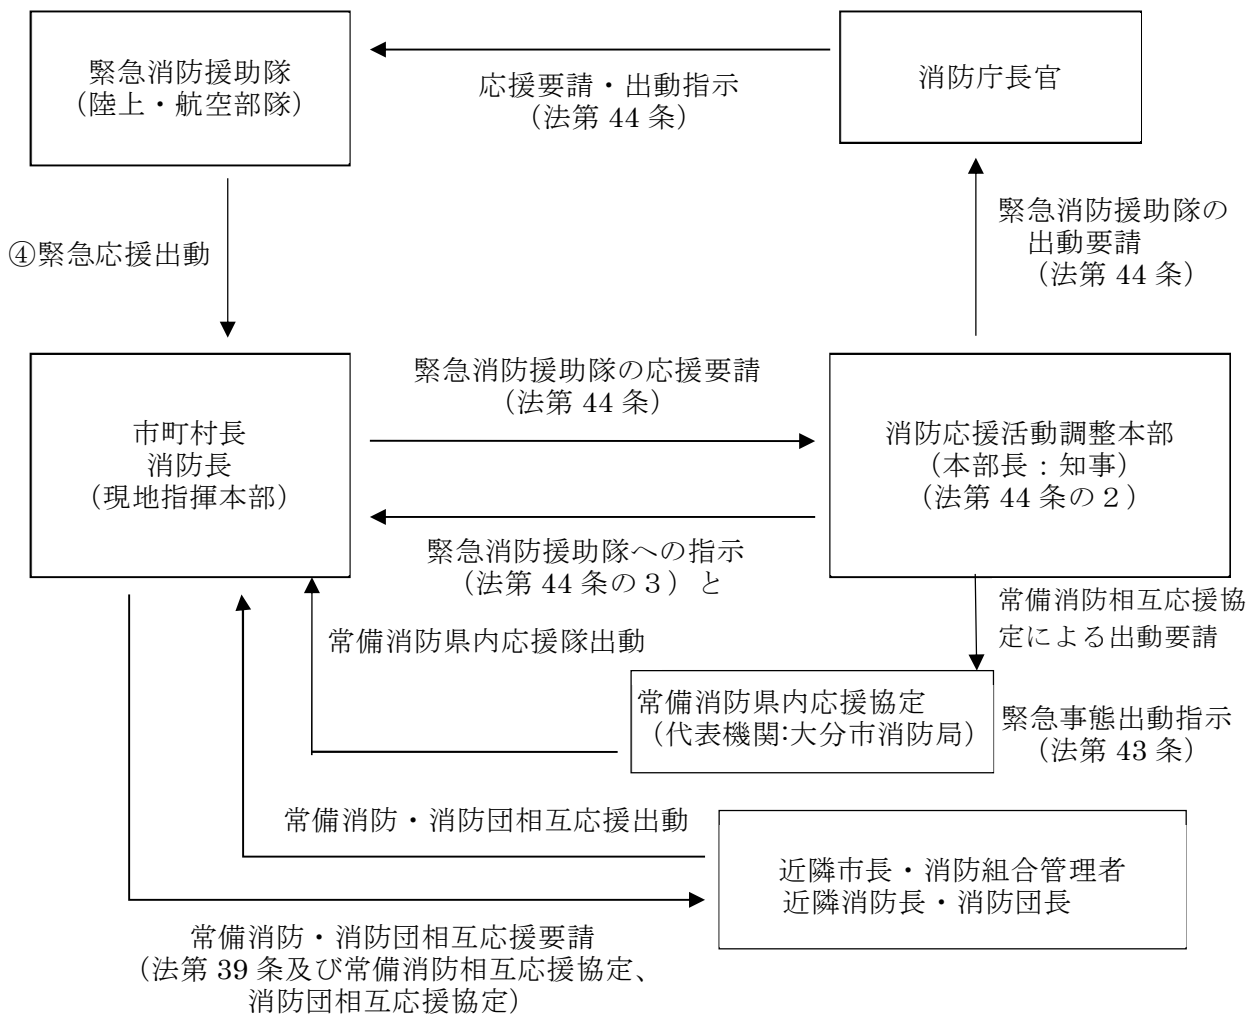 緊急消防援助隊
（陸上・航空部隊）
応援要請・出動指示
（法第 44 条）
消防庁長官
④緊急応援出動
緊急消防援助隊の
出動要請
（法第 44 条）
市町村長
消防長
（現地指揮本部）
緊急消防援助隊の応援要請
（法第 44 条）
緊急消防援助隊への指示
（法第 44 条の３）と
消防応援活動調整本部
（本部長：知事）
（法第 44 条の２）
常備消防県内応援隊出動
常備消防相互応援協
定による出動要請
常備消防県内応援協定
（代表機関:大分市消防局）
緊急事態出動指示
（法第 43 条）
常備消防・消防団相互応援出動
近隣市長・消防組合管理者
近隣消防長・消防団長
常備消防・消防団相互応援要請
（法第 39 条及び常備消防相互応援協定、
消防団相互応援協定）